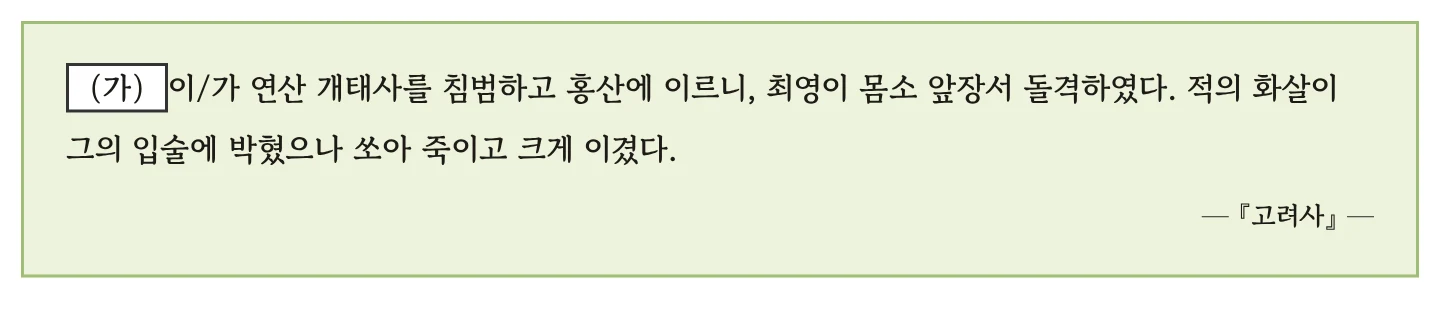 (가)이/가 연산 개태사를 침범하고 홍산에 이르니, 최영이 몸소 앞장서 돌격하였다. 적의 화살이
그의 입술에 박혔으나 쏘아 죽이고 크게 이겼다.
— 『고려사』 —